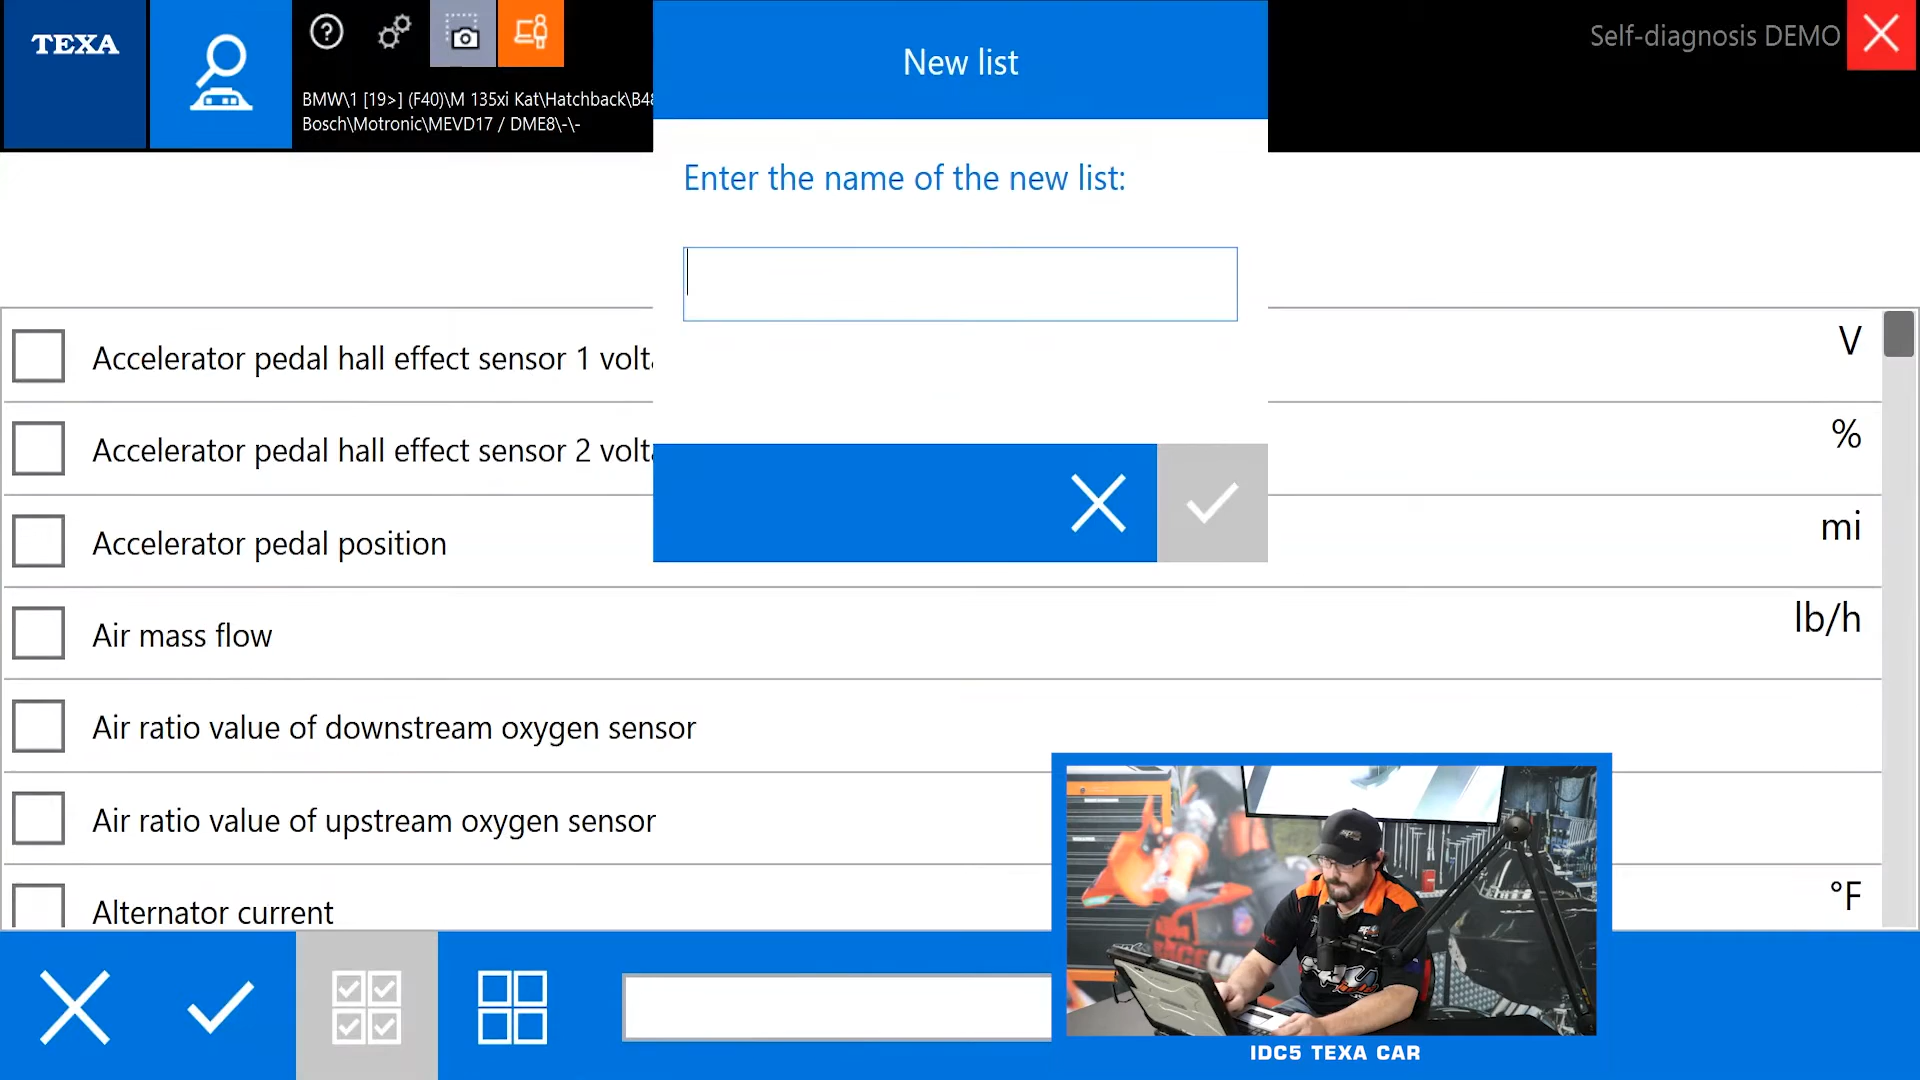 TEXA
BMW\1 [19>] (F40)\M 135xi Kat\Hatchback\B48
Bosch\Motronic\MEVD17 / DME8\-\-
New list
Self-diagnosis DEMO
Enter the name of the new list:
Accelerator pedal hall effect sensor 1
V
Accelerator pedal hall effect sensor 2
%
Accelerator pedal position
mi
Air mass flow
lb/h
Air ratio value of downstream oxygen sensor
Air ratio value of upstream oxygen sensor
Alternator current
°F
IDC5 TEXA CAR